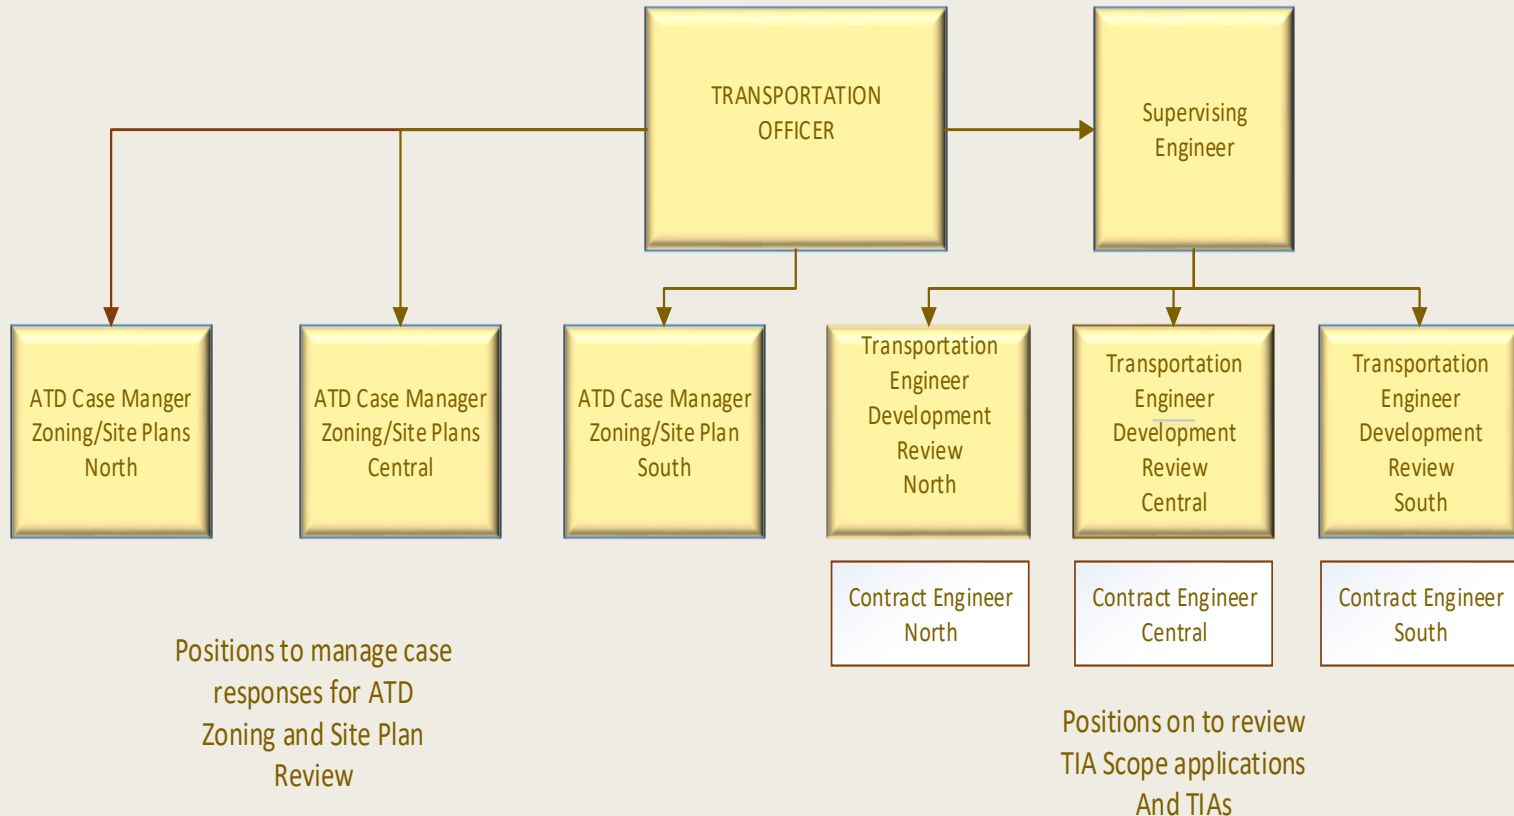 TRANSPORTATION
OFFICER
Supervising
Engineer
ATD Case Manger
Zoning/Site Plans
North
ATD Case Manager
Zoning/Site Plans
Central
ATD Case Manager
Zoning/Site Plan
South
Transportation
Engineer
Development
Review
North
Transportation
Engineer
Development
Review
Central
Transportation
Engineer
Development
Review
South
Contract Engineer
North
Contract Engineer
Central
Contract Engineer
South
Positions to manage case
responses for ATD
Zoning and Site Plan
Review
Positions on to review
TIA Scope applications
And TIAs